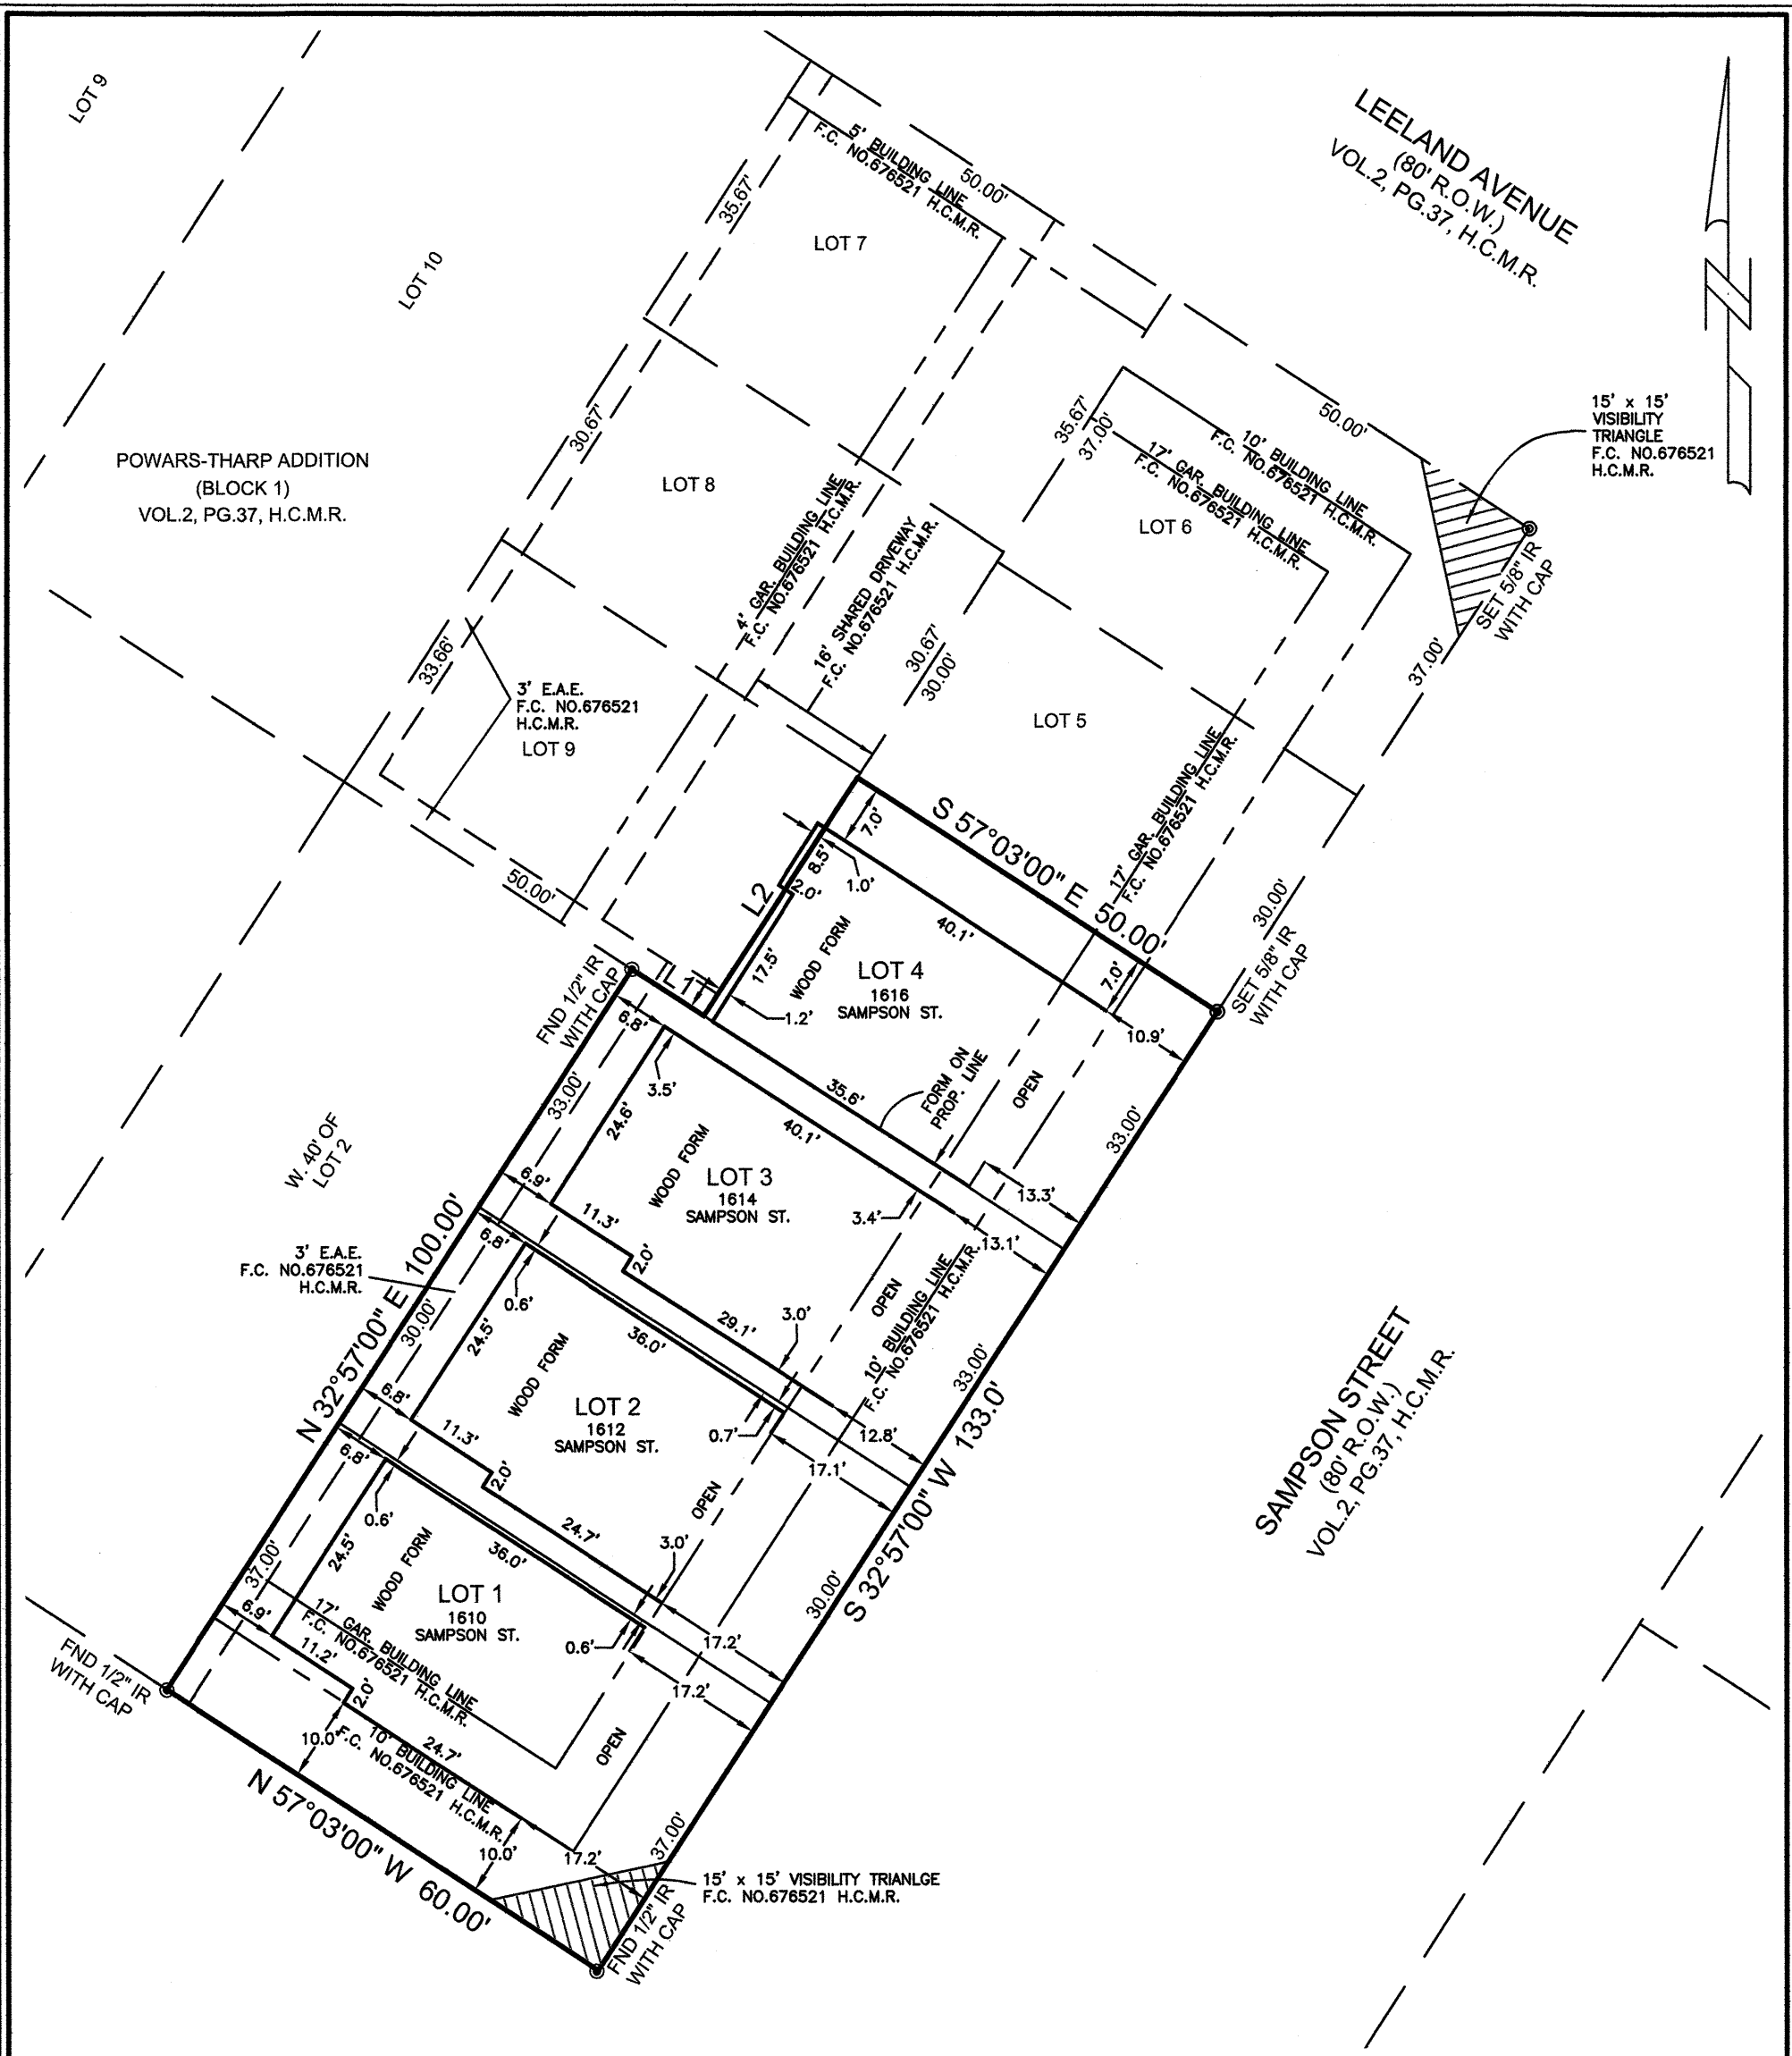 LOT 9
LOT 10
POWARS-THARP ADDITION
(BLOCK 1)
VOL.2, PG.37, H.C.M.R.
LEELAND AVENUE
(80' R.O.W.)
VOL.2, PG.37, H.C.M.R.
5' BUILDING LINE
F.C. NO.676521 H.C.M.R.
50.00'
35.67'
LOT 7
30.67'
LOT 8
35.67'
37.00'
50.00'
10' BUILDING LINE
F.C. NO.676521 H.C.M.R.
17' GAR. BUILDING LINE
F.C. NO.676521 H.C.M.R.
LOT 6
15' x 15'
VISIBILITY
TRIANGLE
F.C. NO.676521
H.C.M.R.
SET 5/8" IR
WITH CAP
37.00'
4' GAR. BUILDING LINE
F.C. NO.676521 H.C.M.R.
16' SHARED DRIVEWAY
F.C. NO.676521 H.C.M.R.
30.67'
30.00'
33.66'
3' E.A.E.
F.C. NO.676521
H.C.M.R.
LOT 9
LOT 5
17' GAR. BUILDING LINE
F.C. NO.676521 H.C.M.R.
50.00'
30.00'
S 57°03'00" E 50.00'
7.0'
8.5'
1.0'
2.0'
L2
17.5'
WOOD FORM
40.1'
LOT 4
1616
SAMPSON ST.
7.0'
10.9'
SET 5/8" IR
WITH CAP
L1
1.2'
FND 1/2" IR
WITH CAP
6.8'
3.5'
35.6'
FORM ON
PROP. LINE
OPEN
33.00'
33.00'
24.6'
40.1'
WOOD FORM
LOT 3
1614
SAMPSON ST.
13.3'
3.4'
13.1'
W. 40' OF
LOT 2
6.9'
11.3'
2.0'
6.8'
3' E.A.E.
F.C. NO.676521
H.C.M.R.
N 32°57'00" E 100.00'
0.6'
29.1'
3.0'
OPEN
10' BUILDING LINE
F.C. NO.676521 H.C.M.R.
33.00'
30.00'
24.5'
36.0'
WOOD FORM
LOT 2
1612
SAMPSON ST.
0.7'
12.8'
17.1'
S 32°57'00" W 133.0'
SAMPSON STREET
(80' R.O.W.)
VOL.2, PG.37, H.C.M.R.
6.8'
11.3'
2.0'
6.8'
0.6'
24.7'
3.0'
OPEN
30.00'
37.00'
24.5'
36.0'
WOOD FORM
LOT 1
1610
SAMPSON ST.
0.6'
17.2'
17.2'
6.9'
11.2'
2.0'
17' GAR. BUILDING LINE
F.C. NO.676521 H.C.M.R.
OPEN
FND 1/2" IR
WITH CAP
10.0'
24.7'
10' BUILDING LINE
F.C. NO.676521 H.C.M.R.
N 57°03'00" W 60.00'
10.0'
17.2'
37.00'
15' x 15' VISIBILITY TRIANLGE
F.C. NO.676521 H.C.M.R.
FND 1/2" IR
WITH CAP